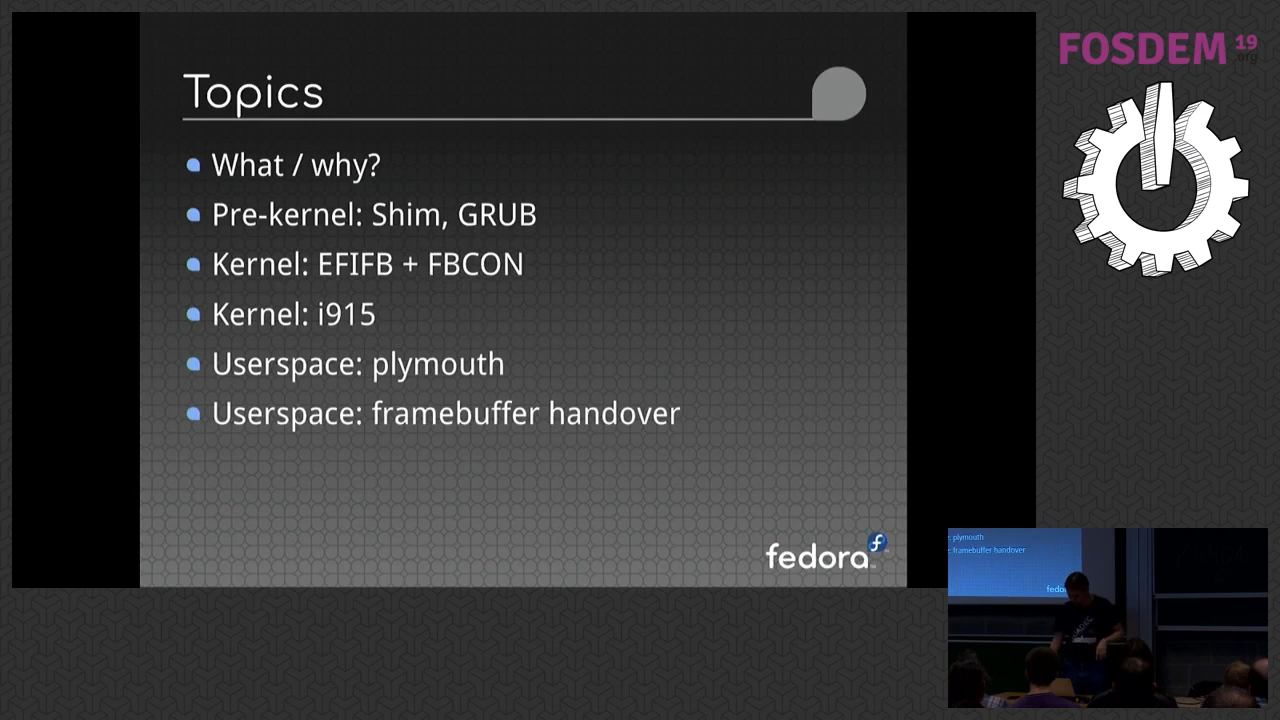 Topics
What / why?
Pre-kernel: Shim, GRUB
Kernel: EFIFB + FBCON
Kernel: i915
Userspace: plymouth
Userspace: framebuffer handover
fedora
FOSDEM 19
.org
plymouth
framebuffer handover
fedo